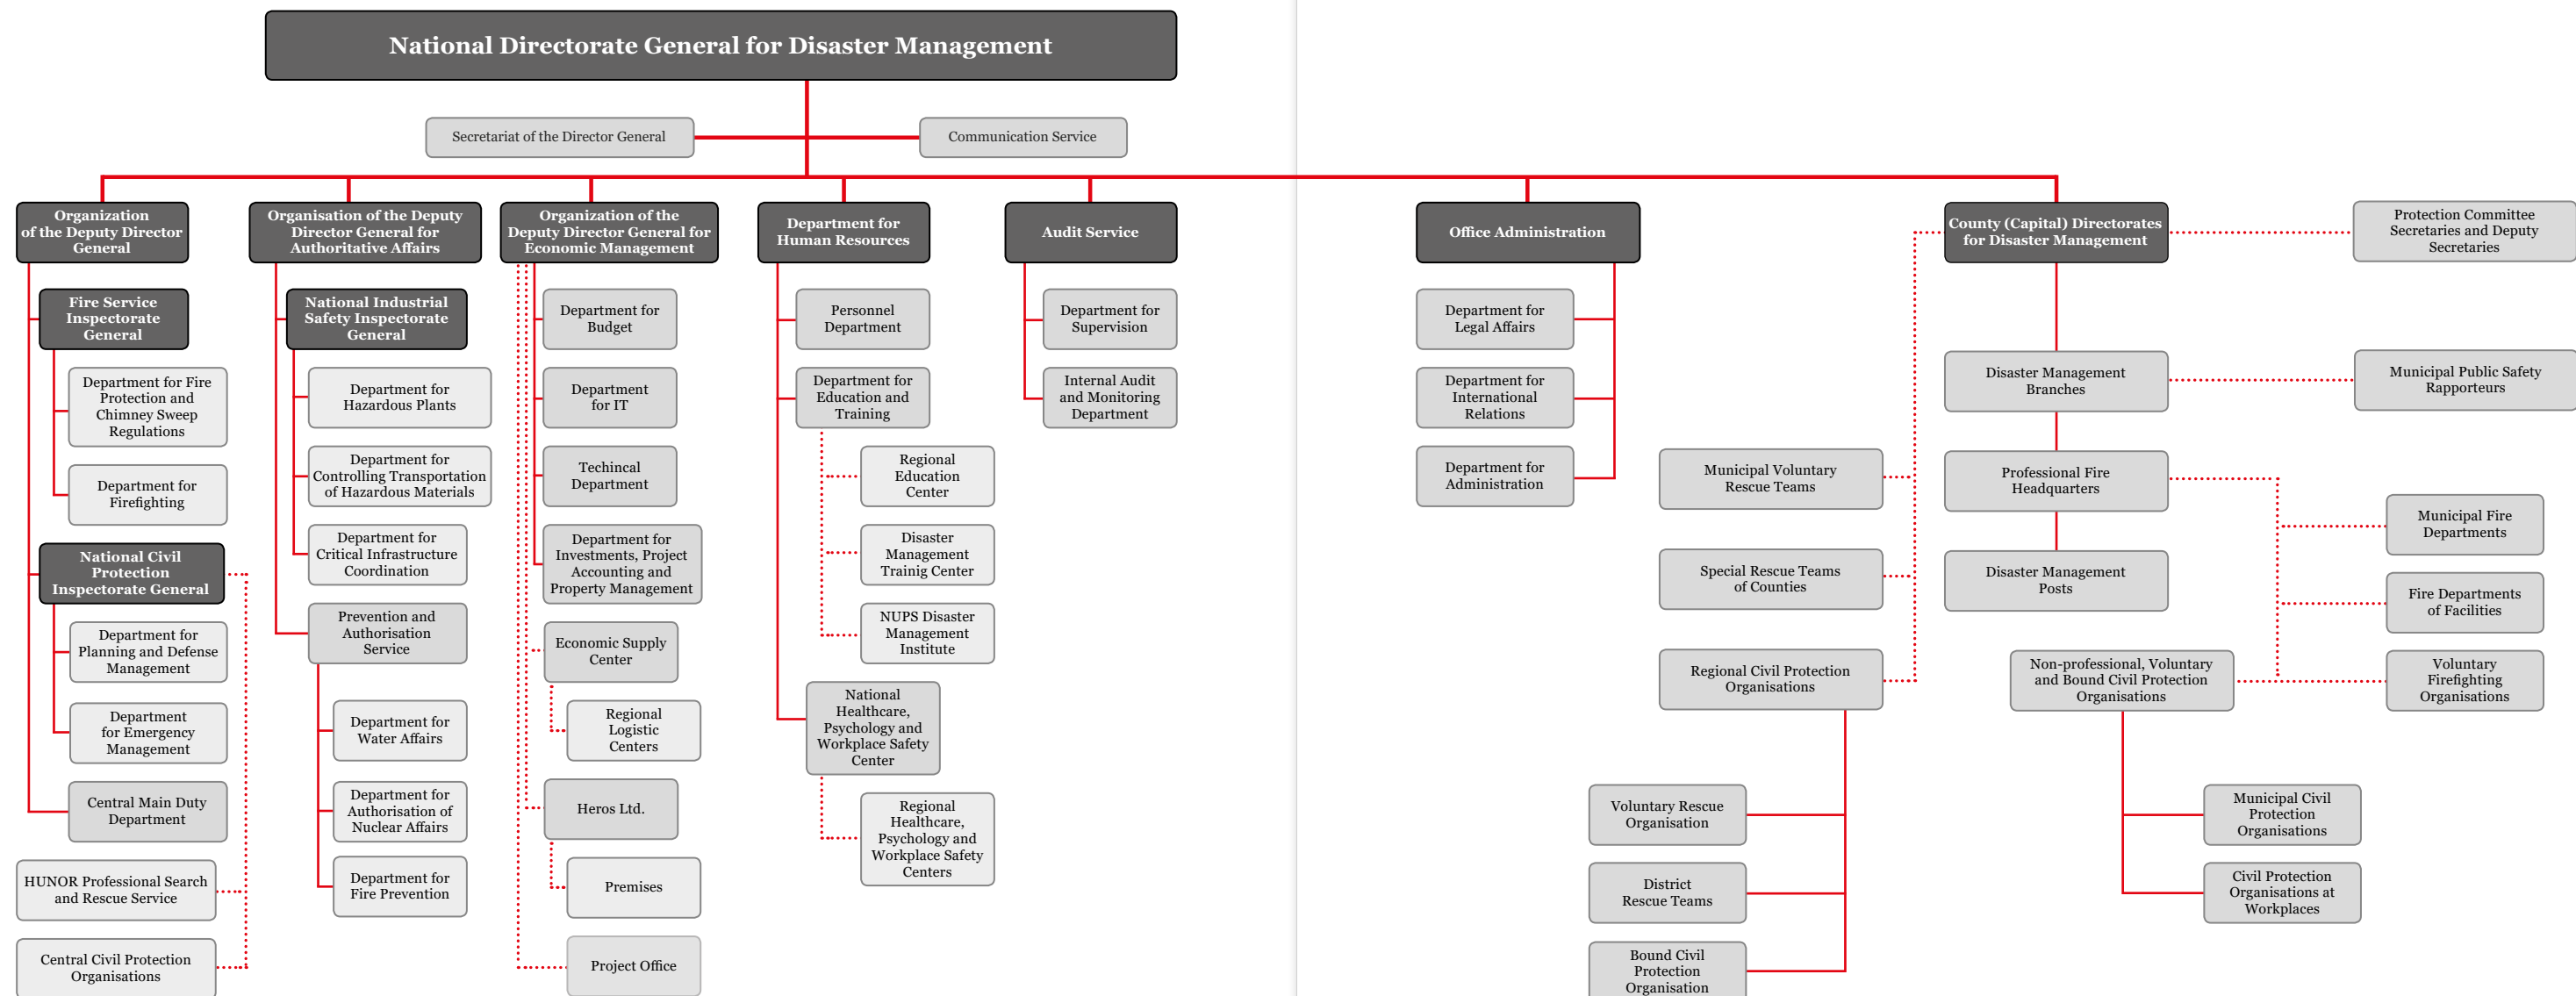 National Directorate General for Disaster Management
Secretariat of the Director General
Communication Service
Organization
of the Deputy Director
General
Organisation of the Deputy
Director General for
Authoritative Affairs
Organization of the
Deputy Director General for
Economic Management
Department for
Human Resources
Audit Service
Office Administration
County (Capital) Directorates
for Disaster Management
Protection Committee
Secretaries and Deputy
Secretaries
Fire Service
Inspectorate
General
Department for Fire
Protection and
Chimney Sweep
Regulations
Department for
Firefighting
National Civil
Protection
Inspectorate General
Department for
Planning and Defense
Management
Department
for Emergency
Management
Central Main Duty
Department
HUNOR Professional Search
and Rescue Service
Central Civil Protection
Organisations
National Industrial
Safety Inspectorate
General
Department for
Hazardous Plants
Department for
Controlling Transportation
of Hazardous Materials
Department for
Critical Infrastructure
Coordination
Prevention and
Authorisation
Service
Department for
Water Affairs
Department for
Authorisation of
Nuclear Affairs
Department for
Fire Prevention
Department for
Budget
Department
for IT
Techincal
Department
Department for
Investments, Project
Accounting and
Property Management
Economic Supply
Center
Regional
Logistic
Centers
Heros Ltd.
Premises
Project Office
Personnel
Department
Department for
Education and
Training
Regional
Education
Center
Disaster
Management
Trainig Center
NUPS Disaster
Management
Institute
National
Healthcare,
Psychology and
Workplace Safety
Center
Regional
Healthcare,
Psychology and
Workplace Safety
Centers
Department for
Supervision
Internal Audit
and Monitoring
Department
Department for
Legal Affairs
Department for
International
Relations
Department for
Administration
Municipal Voluntary
Rescue Teams
Special Rescue Teams
of Counties
Regional Civil Protection
Organisations
Voluntary Rescue
Organisation
District
Rescue Teams
Bound Civil
Protection
Organisation
Disaster Management
Branches
Professional Fire
Headquarters
Disaster Management
Posts
Non-professional, Voluntary
and Bound Civil Protection
Organisations
Municipal Civil
Protection
Organisations
Civil Protection
Organisations at
Workplaces
Municipal Public Safety
Rapporteurs
Municipal Fire
Departments
Fire Departments
of Facilities
Voluntary
Firefighting
Organisations